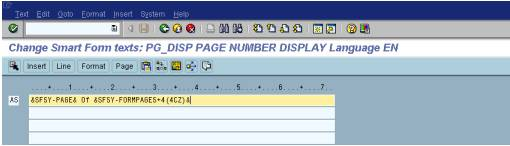 Text Edit Goto Format Insert System Help
Change Smart Form texts: PG_DISP PAGE NUMBER DISPLAY Language EN
Insert Line Format Page
....+....1....+....2....+....3....+....4....+....5....+....6....+....7..
AS &SFSY-PAGE& Of &SFSY-FORMPAGES+4(4CZ)&